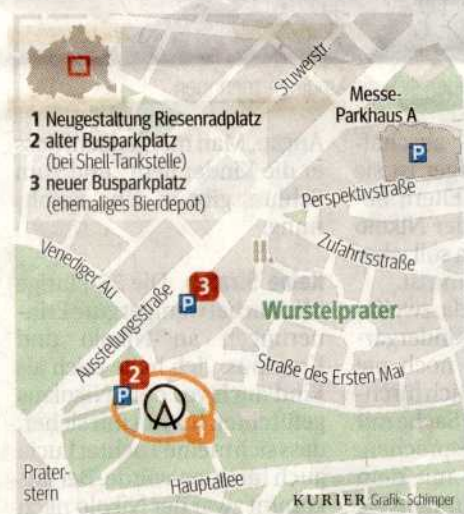 Stuwerstr.
1 Neugestaltung Riesenradplatz
2 alter Busparkplatz
(bei Shell-Tankstelle)
3 neuer Busparkplatz
(ehemaliges Bierdepot)
Messe-
Parkhaus A
P
Perspektivstraße
Zufahrtsstraße
II.
Venediger Au
Ausstellungsstraße
P 3
Wurstelprater
Straße des Ersten Mai
2
P
1
Prater-
stern
Hauptallee
KURIER Grafik: Schimper